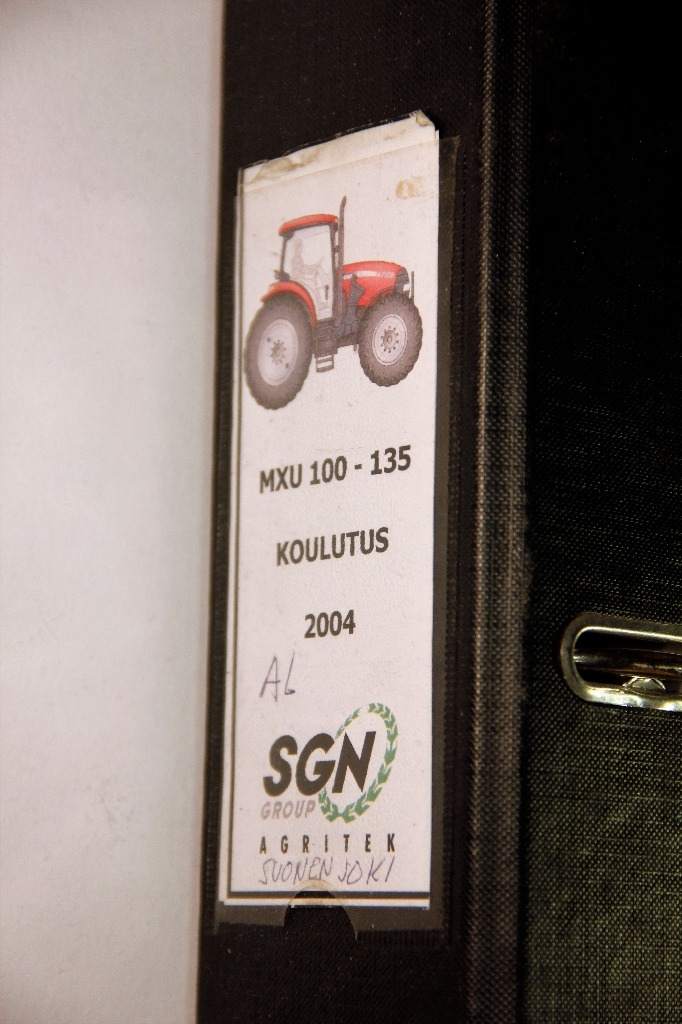 MXU 100 - 135
KOULUTUS
2004
AL
SGN
GROUP
AGRITEK
SUONENJOKI